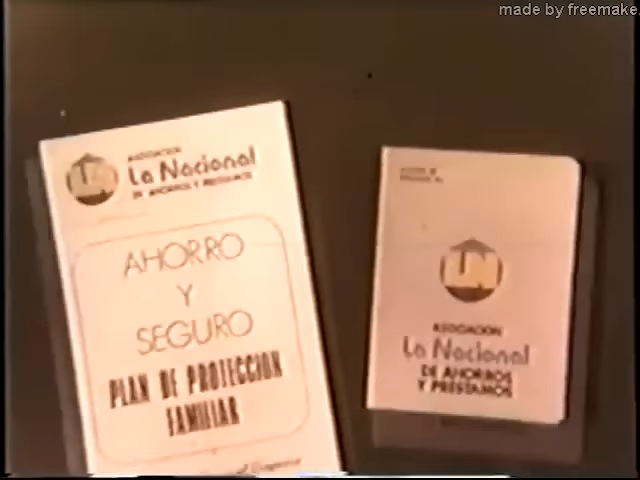 made by freemake.
ASOCIACION
La Nacional
DE AHORROS Y PRESTAMOS
AHORRO
Y
SEGURO
PLAN DE PROTECCION
FAMILIAR
ASOCIACION
La Nacional
DE AHORROS
Y PRESTAMOS